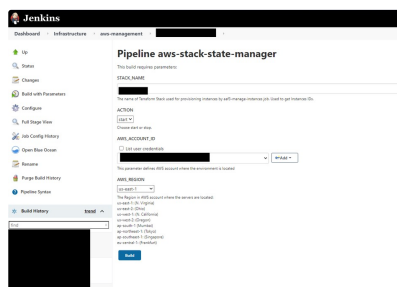 Jenkins
Dashboard
Infrastructure
aws-management
Up
Status
Changes
Build with Parameters
Configure
Full Stage View
Job Config History
Open Blue Ocean
Rename
Purge Build History
Pipeline Syntax
Build History
trend
find
Pipeline aws-stack-state-manager
This build requires parameters:
STACK_NAME
The name of Terraform Stack used for provisioning instances by aws-manage-instances job. Used to get Instances IDs.
ACTION
start
Choose start or stop.
AWS_ACCOUNT_ID
List user credentials
Add
This parameter defines AWS account where the environment is located
AWS_REGION
us-east-1
The Region in AWS account where the servers are located:
us-east-1: (N. Virginia)
us-east-2: (Ohio)
us-west-1: (N. California)
us-west-2: (Oregon)
ap-south-1: (Mumbai)
ap-northeast-1: (Tokyo)
ap-southeast-1: (Singapore)
eu-central-1: (Frankfurt)
Build